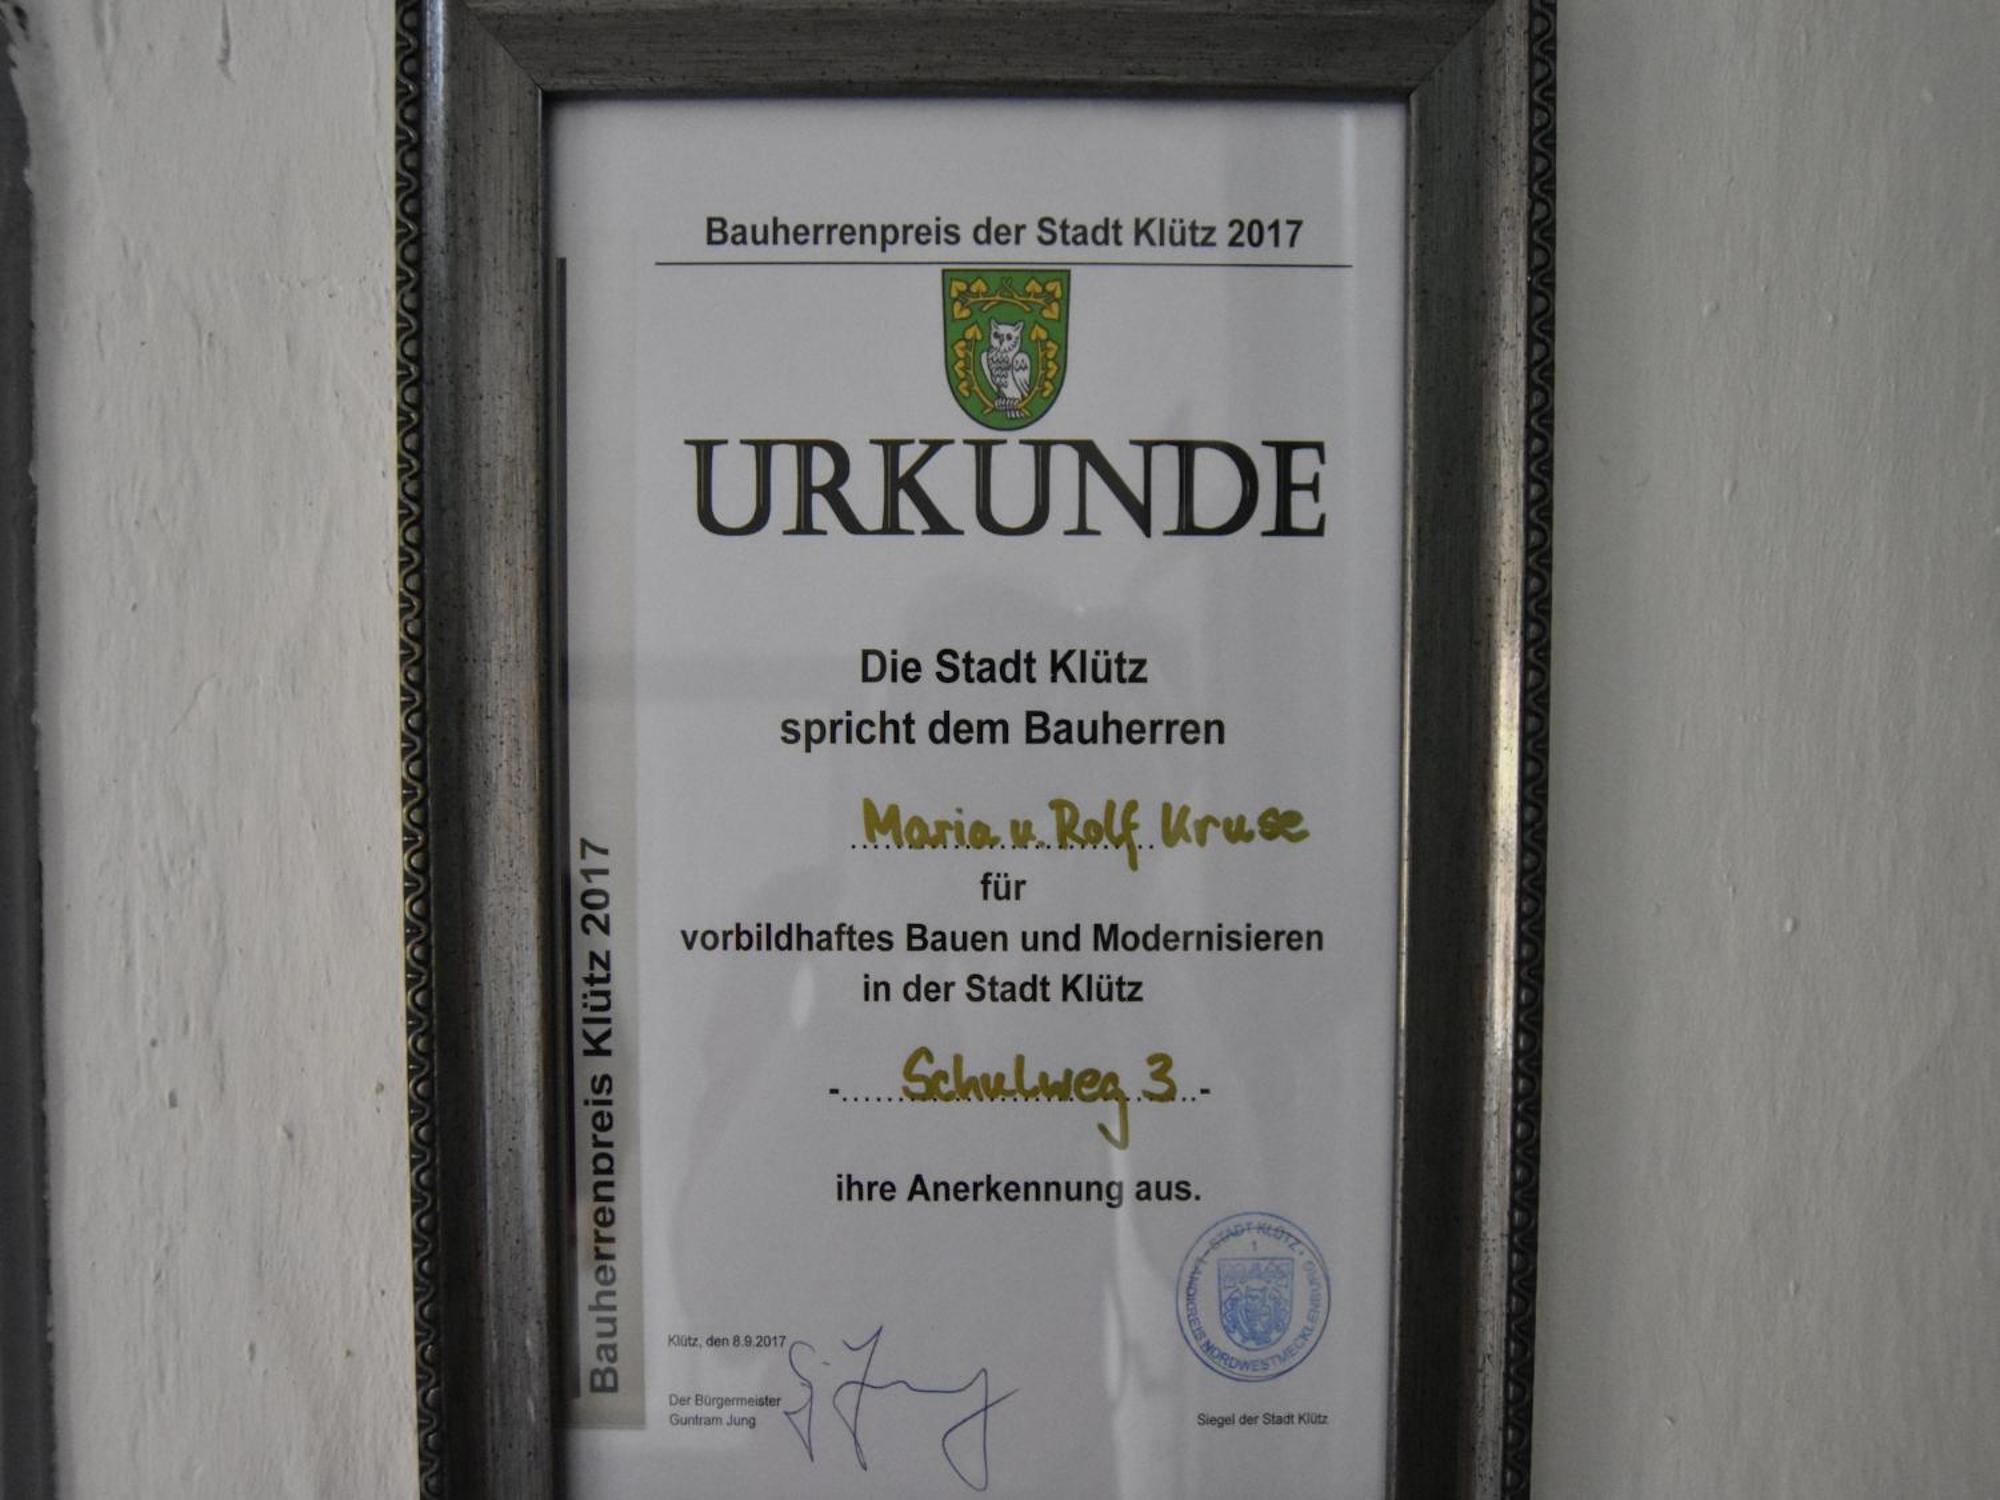 Bauherrenpreis der Stadt Klütz 2017
URKUNDE
Die Stadt Klütz
spricht dem Bauherren
Maria u. Rolf Kruse
für
vorbildhaftes Bauen und Modernisieren
in der Stadt Klütz
- Schulweg 3 -
ihre Anerkennung aus.
Bauherrenpreis Klütz 2017
STADT KLÜTZ
1
LANDKREIS NORDWESTMECKLENBURG
Klütz, den 8.9.2017
G. Jung
Der Bürgermeister
Guntram Jung
Siegel der Stadt Klütz